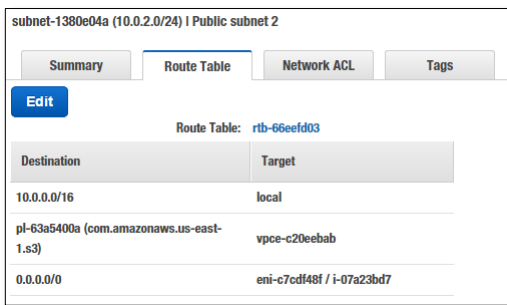 subnet-1380e04a (10.0.2.0/24) | Public subnet 2
Summary Route Table Network ACL Tags
Edit
Route Table: rtb-66eefd03
Destination Target
10.0.0.0/16 local
pl-63a5400a (com.amazonaws.us-east-
1.s3) vpce-c20eebab
0.0.0.0/0 eni-c7cdf48f / i-07a23bd7